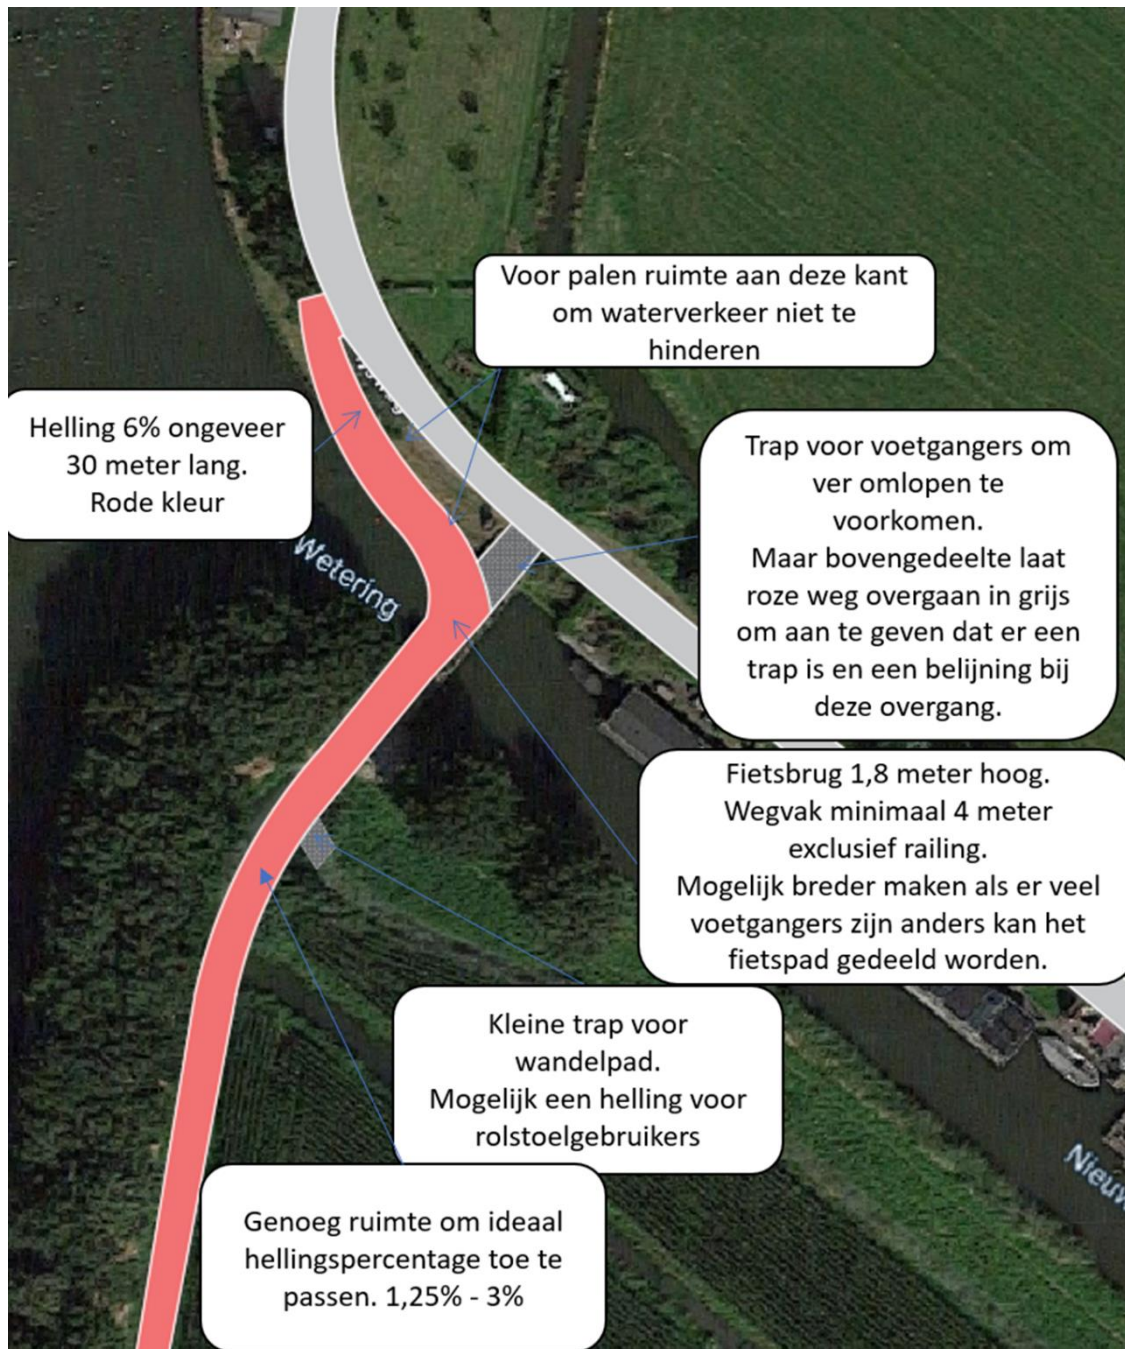 Voor palen ruimte aan deze kant
om waterverkeer niet te
hinderen
Helling 6% ongeveer
30 meter lang.
Rode kleur
Trap voor voetgangers om
ver omlopen te
voorkomen.
Maar bovengedeelte laat
roze weg overgaan in grijs
om aan te geven dat er een
trap is en een belijning bij
deze overgang.
Wetering
Fietsbrug 1,8 meter hoog.
Wegvak minimaal 4 meter
exclusief railing.
Mogelijk breder maken als er veel
voetgangers zijn anders kan het
fietspad gedeeld worden.
Kleine trap voor
wandelpad.
Mogelijk een helling voor
rolstoelgebruikers
Nieuw
Genoeg ruimte om ideaal
hellingspercentage toe te
passen. 1,25% - 3%